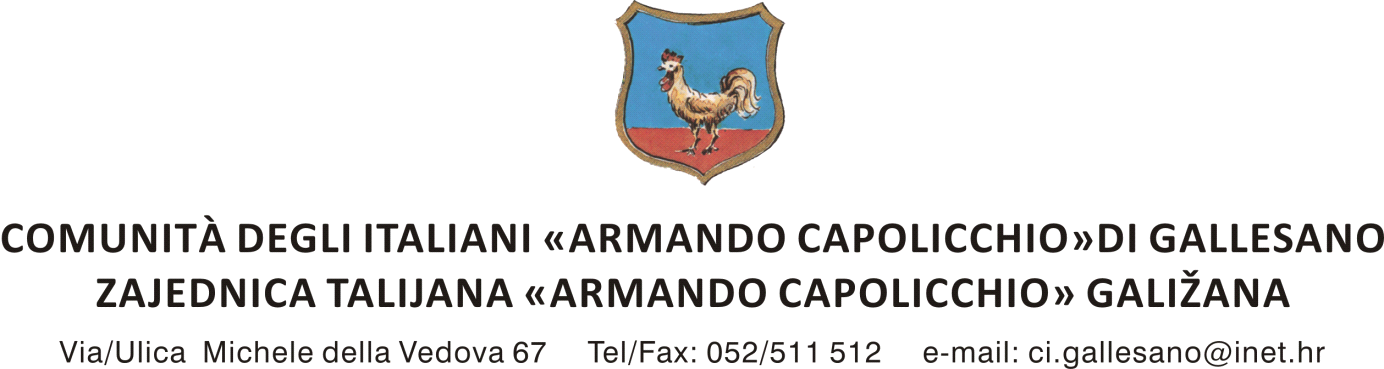 COMUNITÀ DEGLI ITALIANI «ARMANDO CAPOLICCHIO»DI GALLESANO
ZAJEDNICA TALIJANA «ARMANDO CAPOLICCHIO» GALIŽANA
Via/Ulica Michele della Vedova 67 Tel/Fax: 052/511 512 e-mail: ci.gallesano@inet.hr